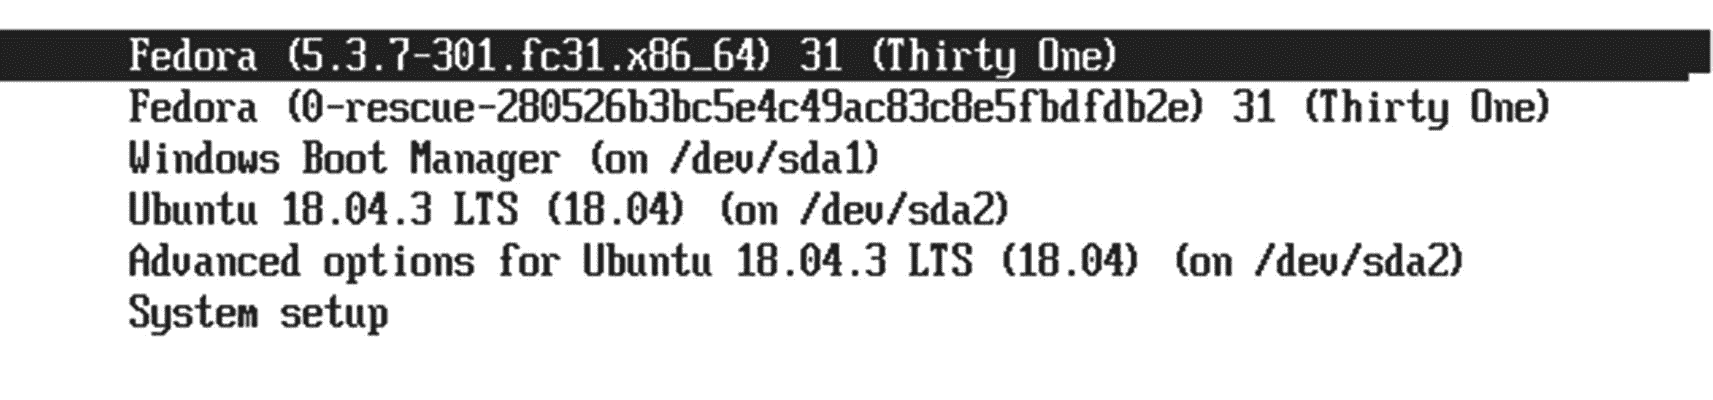 Fedora (5.3.7-301.fc31.x86_64) 31 (Thirty One)
Fedora (0-rescue-280526b3bc5e4c49ac83c8e5fbdfdb2e) 31 (Thirty One)
Windows Boot Manager (on /dev/sda1)
Ubuntu 18.04.3 LTS (18.04) (on /dev/sda2)
Advanced options for Ubuntu 18.04.3 LTS (18.04) (on /dev/sda2)
System setup